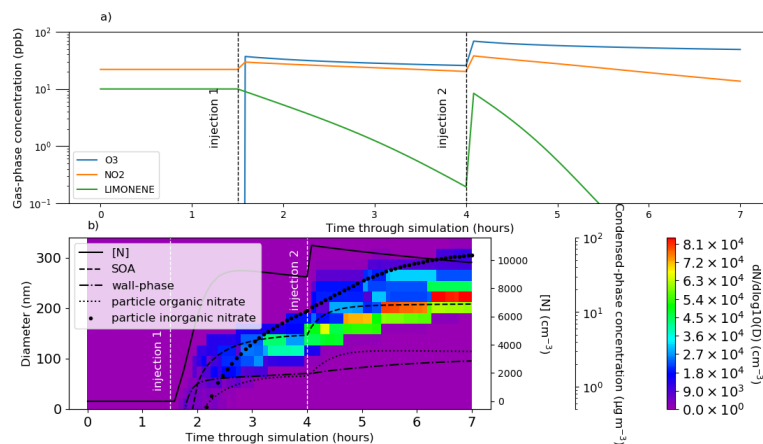 a)
Gas-phase concentration (ppb)
10²
10¹
10⁰
10⁻¹
injection 1
injection 2
O3
NO2
LIMONENE
0 1 2 3 4 5 6 7
Time through simulation (hours)
b)
Diameter (nm)
300
200
100
0
[N]
SOA
wall-phase
particle organic nitrate
particle inorganic nitrate
injection 1
injection 2
0 1 2 3 4 5 6 7
Time through simulation (hours)
10000
8000
6000
4000
2000
0
[N] (cm⁻³)
10²
10¹
10⁰
Condensed-phase concentration (μg m⁻³)
8.1 × 10⁴
7.2 × 10⁴
6.3 × 10⁴
5.4 × 10⁴
4.5 × 10⁴
3.6 × 10⁴
2.7 × 10⁴
1.8 × 10⁴
9.0 × 10³
0.0 × 10⁰
dN/dlog10(D) (cm⁻³)